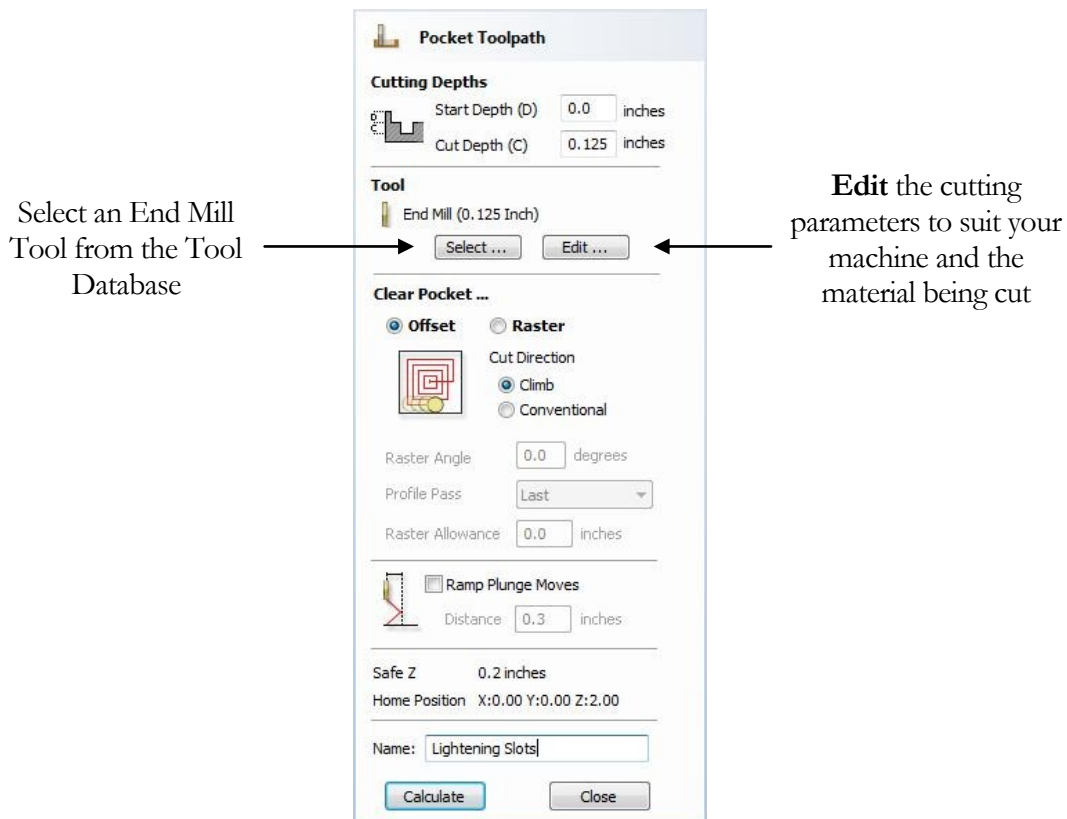 Pocket Toolpath
Cutting Depths
Start Depth (D) 0.0 inches
Cut Depth (C) 0.125 inches
D
C
Tool
End Mill (0.125 Inch)
Select ... Edit ...
Select an End Mill
Tool from the Tool
Database
Edit the cutting
parameters to suit your
machine and the
material being cut
Clear Pocket ...
Offset Raster
Cut Direction
Climb
Conventional
Raster Angle 0.0 degrees
Profile Pass Last
Raster Allowance 0.0 inches
Ramp Plunge Moves
Distance 0.3 inches
Safe Z 0.2 inches
Home Position X:0.00 Y:0.00 Z:2.00
Name: Lightening Slots
Calculate Close